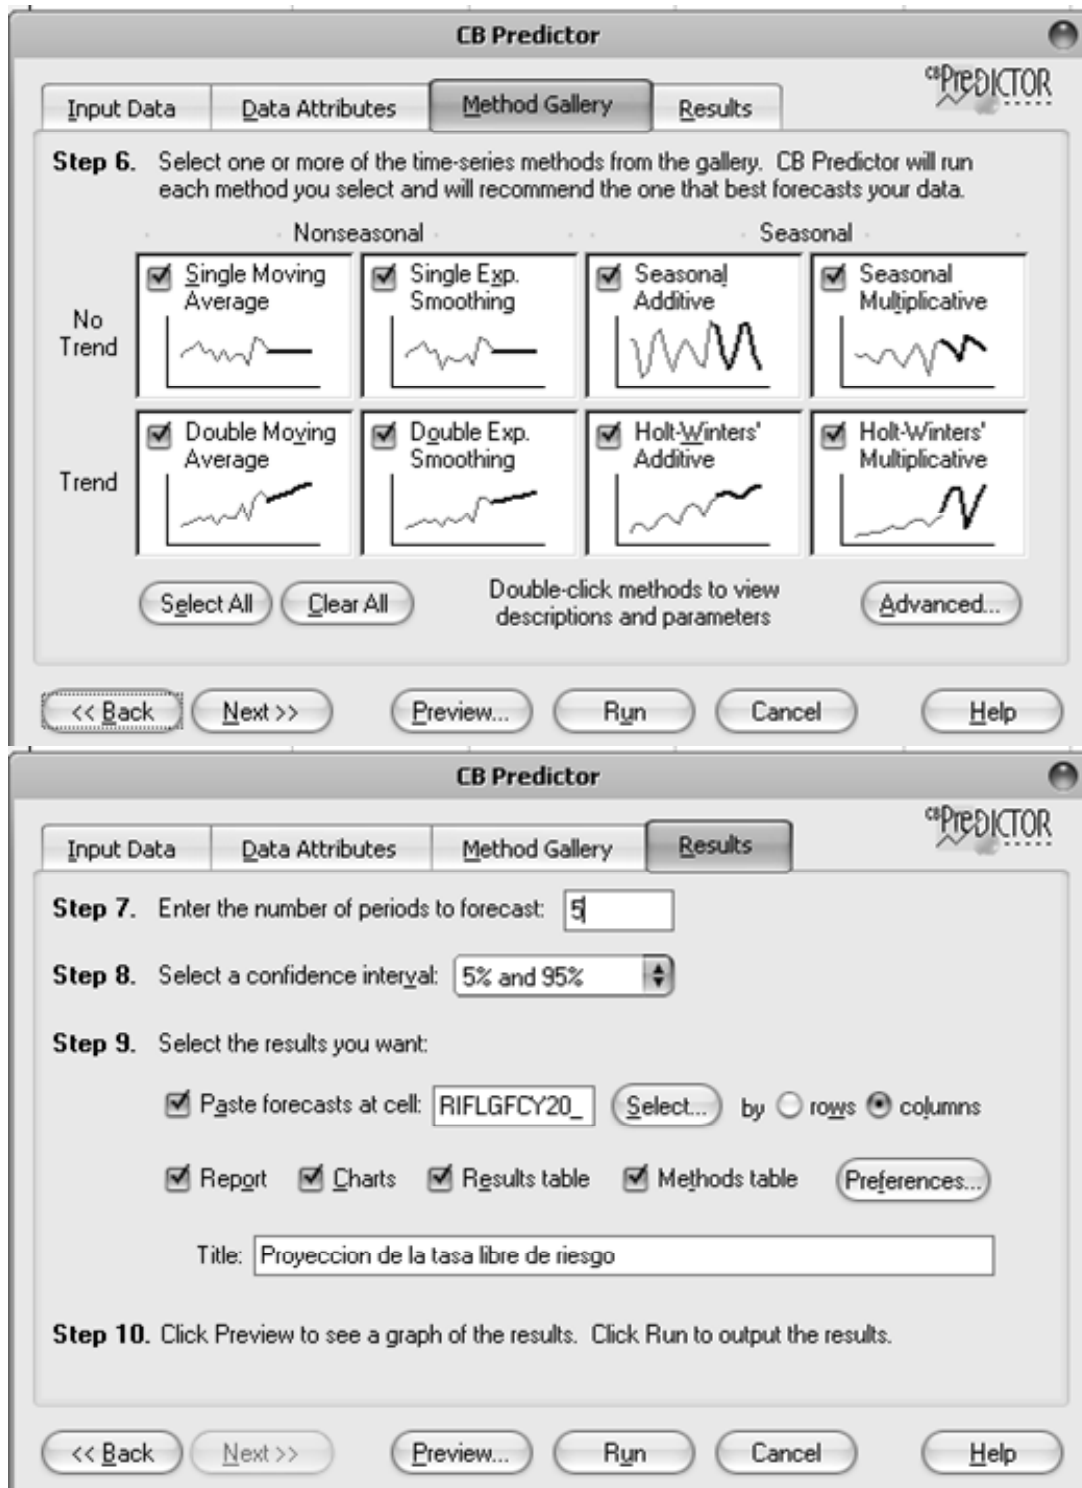 CB Predictor
CB PreDICTOR
Input Data Data Attributes Method Gallery Results
Step 6. Select one or more of the time-series methods from the gallery. CB Predictor will run
each method you select and will recommend the one that best forecasts your data.
Nonseasonal Seasonal
No
Trend
Single Moving
Average
Single Exp.
Smoothing
Seasonal
Additive
Seasonal
Multiplicative
Trend
Double Moving
Average
Double Exp.
Smoothing
Holt-Winters'
Additive
Holt-Winters'
Multiplicative
Select All Clear All
Double-click methods to view
descriptions and parameters
Advanced...
<< Back Next >> Preview... Run Cancel Help
CB Predictor
CB PreDICTOR
Input Data Data Attributes Method Gallery Results
Step 7. Enter the number of periods to forecast: 5
Step 8. Select a confidence interval: 5% and 95%
Step 9. Select the results you want:
Paste forecasts at cell: RIFLGFCY20_ Select... by rows columns
Report Charts Results table Methods table Preferences...
Title: Proyeccion de la tasa libre de riesgo
Step 10. Click Preview to see a graph of the results. Click Run to output the results.
<< Back Next >> Preview... Run Cancel Help